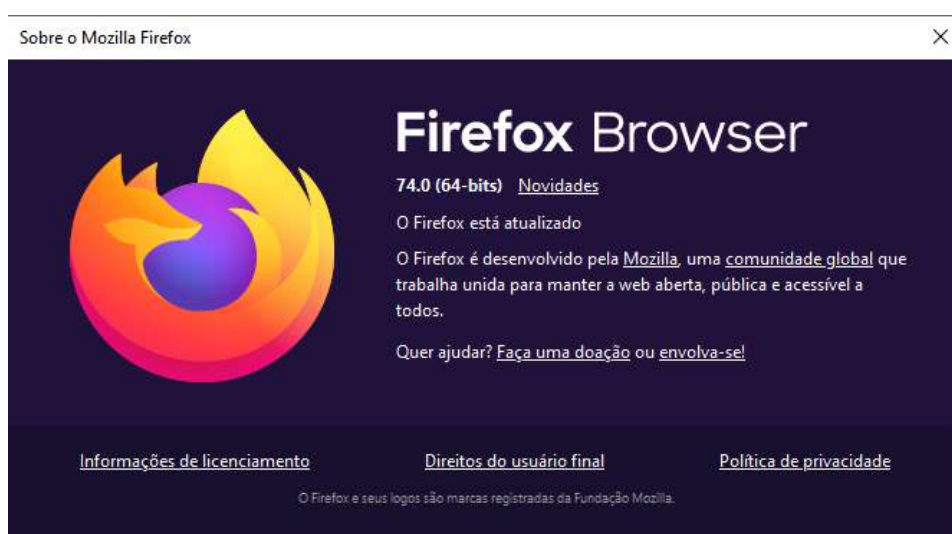 Sobre o Mozilla Firefox
Firefox Browser
74.0 (64-bits) Novidades
O Firefox está atualizado
O Firefox é desenvolvido pela Mozilla, uma comunidade global que
trabalha unida para manter a web aberta, pública e acessível a
todos.
Quer ajudar? Faça uma doação ou envolva-se!
Informações de licenciamento Direitos do usuário final Política de privacidade
O Firefox e seus logos são marcas registradas da Fundação Mozilla.